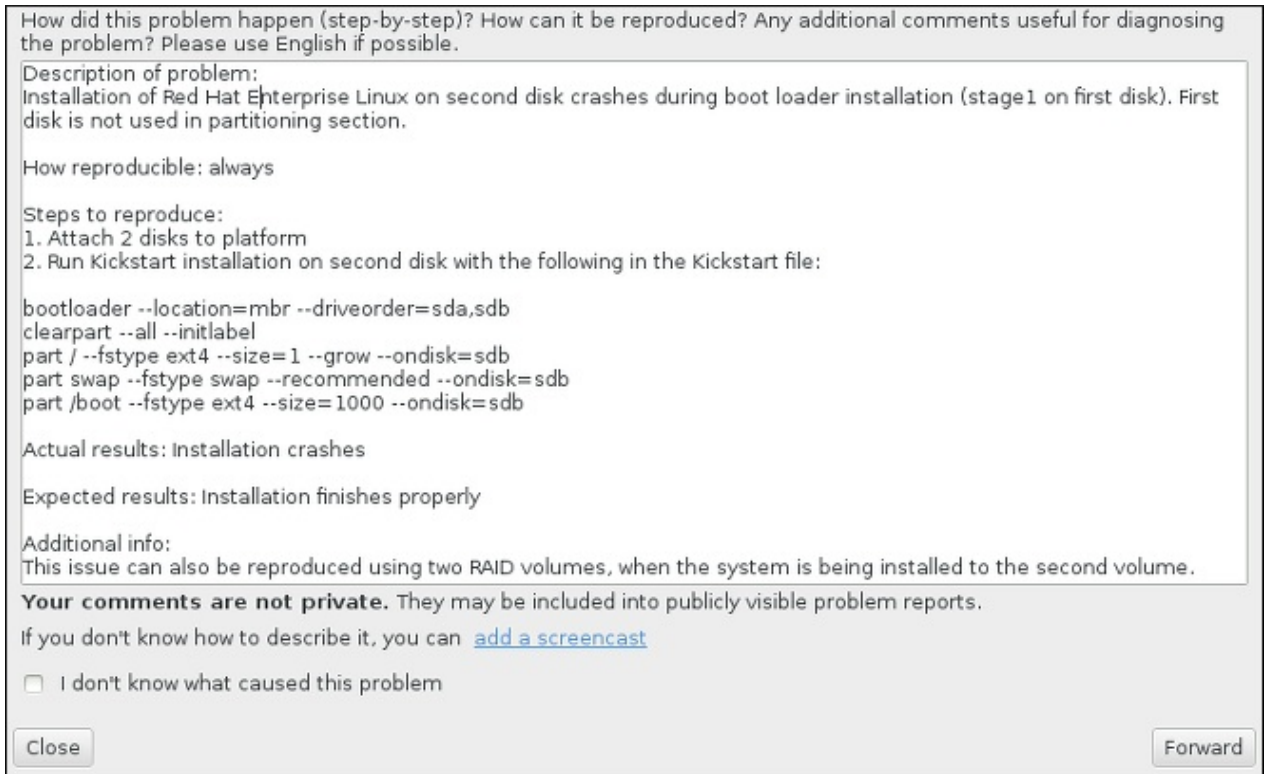 How did this problem happen (step-by-step)? How can it be reproduced? Any additional comments useful for diagnosing
the problem? Please use English if possible.
Description of problem:
Installation of Red Hat Enterprise Linux on second disk crashes during boot loader installation (stage1 on first disk). First
disk is not used in partitioning section.
How reproducible: always
Steps to reproduce:
1. Attach 2 disks to platform
2. Run Kickstart installation on second disk with the following in the Kickstart file:
bootloader --location=mbr --driveorder=sda,sdb
clearpart --all --initlabel
part / --fstype ext4 --size=1 --grow --ondisk=sdb
part swap --fstype swap --recommended --ondisk=sdb
part /boot --fstype ext4 --size=1000 --ondisk=sdb
Actual results: Installation crashes
Expected results: Installation finishes properly
Additional info:
This issue can also be reproduced using two RAID volumes, when the system is being installed to the second volume.
Your comments are not private. They may be included into publicly visible problem reports.
If you don't know how to describe it, you can add a screencast
I don't know what caused this problem
Close Forward